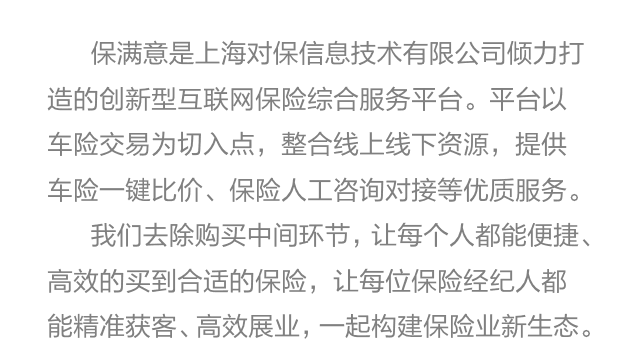 保满意是上海对保信息技术有限公司倾力打
造的创新型互联网保险综合服务平台。平台以
车险交易为切入点，整合线上线下资源，提供
车险一键比价、保险人工咨询对接等优质服务。
我们去除购买中间环节，让每个人都能便捷、
高效的买到合适的保险，让每位保险经纪人都
能精准获客、高效展业，一起构建保险业新生态。